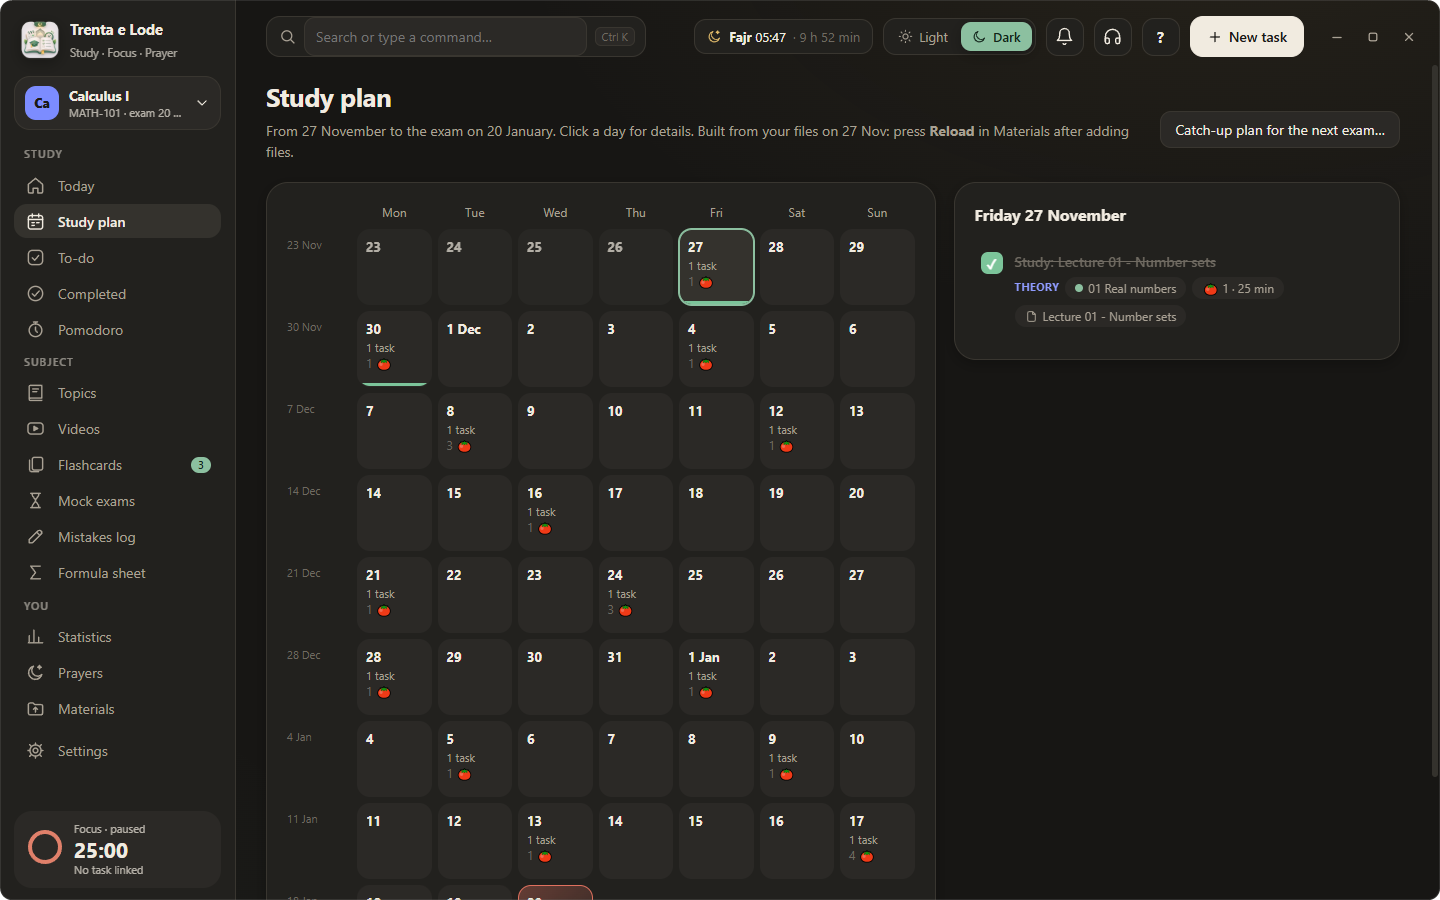 Trenta e Lode
Study · Focus · Prayer
Ca
Calculus I
MATH-101 · exam 20 ...
STUDY
Today
Study plan
To-do
Completed
Pomodoro
SUBJECT
Topics
Videos
Flashcards 3
Mock exams
Mistakes log
Formula sheet
YOU
Statistics
Prayers
Materials
Settings
Focus · paused
25:00
No task linked
Search or type a command... Ctrl K
Fajr 05:47 · 9 h 52 min
Light Dark
?
+ New task
Study plan
From 27 November to the exam on 20 January. Click a day for details. Built from your files on 27 Nov: press Reload in Materials after adding
files.
Catch-up plan for the next exam...
Mon Tue Wed Thu Fri Sat Sun
23 Nov 23 24 25 26 27 28 29
1 task
1
30 Nov 30 1 Dec 2 3 4 5 6
1 task 1 task
1 1
7 Dec 7 8 9 10 11 12 13
1 task 1 task
3 1
14 Dec 14 15 16 17 18 19 20
1 task
1
21 Dec 21 22 23 24 25 26 27
1 task 1 task
1 3
28 Dec 28 29 30 31 1 Jan 2 3
1 task 1 task
1 1
4 Jan 4 5 6 7 8 9 10
1 task 1 task
1 1
11 Jan 11 12 13 14 15 16 17
1 task 1 task
1 4
Friday 27 November
Study: Lecture 01 - Number sets
THEORY 01 Real numbers 1 · 25 min
Lecture 01 - Number sets